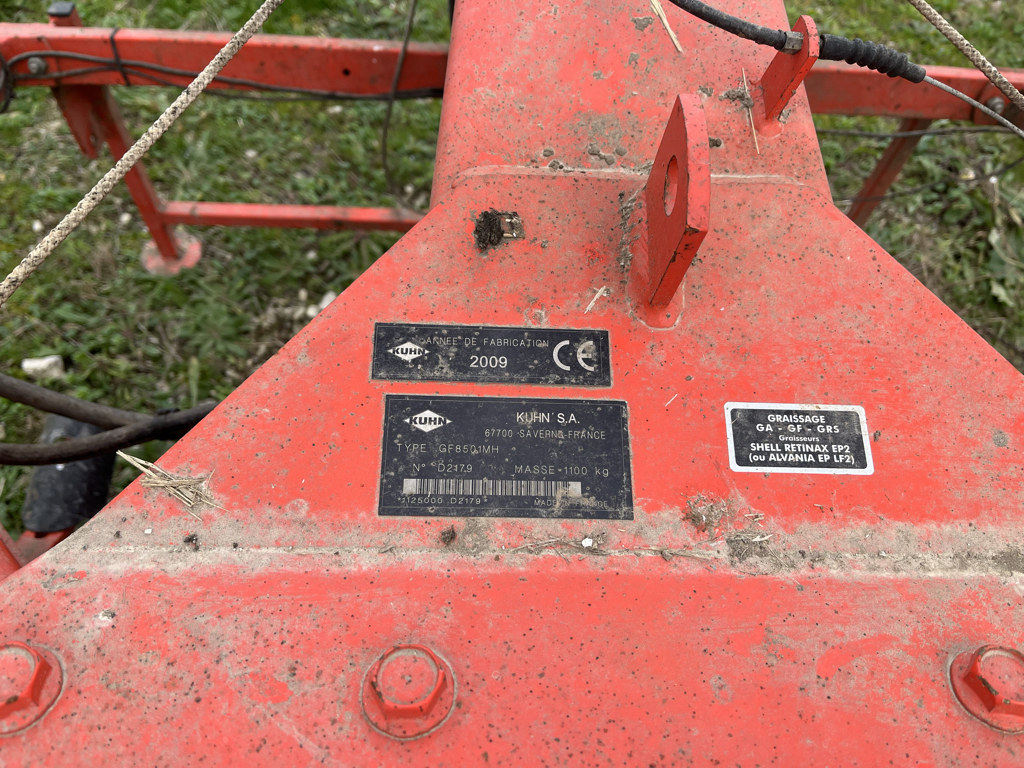 KUHN
ANNEE DE FABRICATION
2009
CE
KUHN
KUHN S.A.
67700 SAVERNE-FRANCE
TYPE GF8501MH
N° D2179 MASSE 1100 kg
1125000 D2179 MADE IN FRANCE
GRAISSAGE
GA - GF - GRS
Graisseurs
SHELL RETINAX EP2
(ou ALVANIA EP LF2)